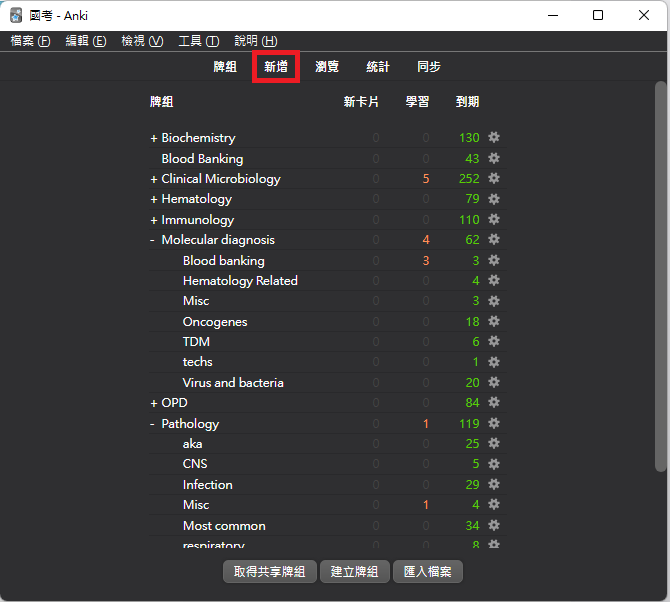 國考 - Anki
檔案 (F) 編輯 (E) 檢視 (V) 工具 (T) 說明 (H)
牌組 新增 瀏覽 統計 同步
牌組 新卡片 學習 到期
+ Biochemistry 0 0 130
Blood Banking 0 0 43
+ Clinical Microbiology 0 5 252
+ Hematology 0 0 79
+ Immunology 0 0 110
- Molecular diagnosis 0 4 62
Blood banking 0 3 3
Hematology Related 0 0 4
Misc 0 0 3
Oncogenes 0 0 18
TDM 0 0 6
techs 0 0 1
Virus and bacteria 0 0 20
+ OPD 0 0 84
- Pathology 0 1 119
aka 0 0 25
CNS 0 0 5
Infection 0 0 29
Misc 0 1 4
Most common 0 0 34
respiratory 0 0 8
取得共享牌組 建立牌組 匯入檔案